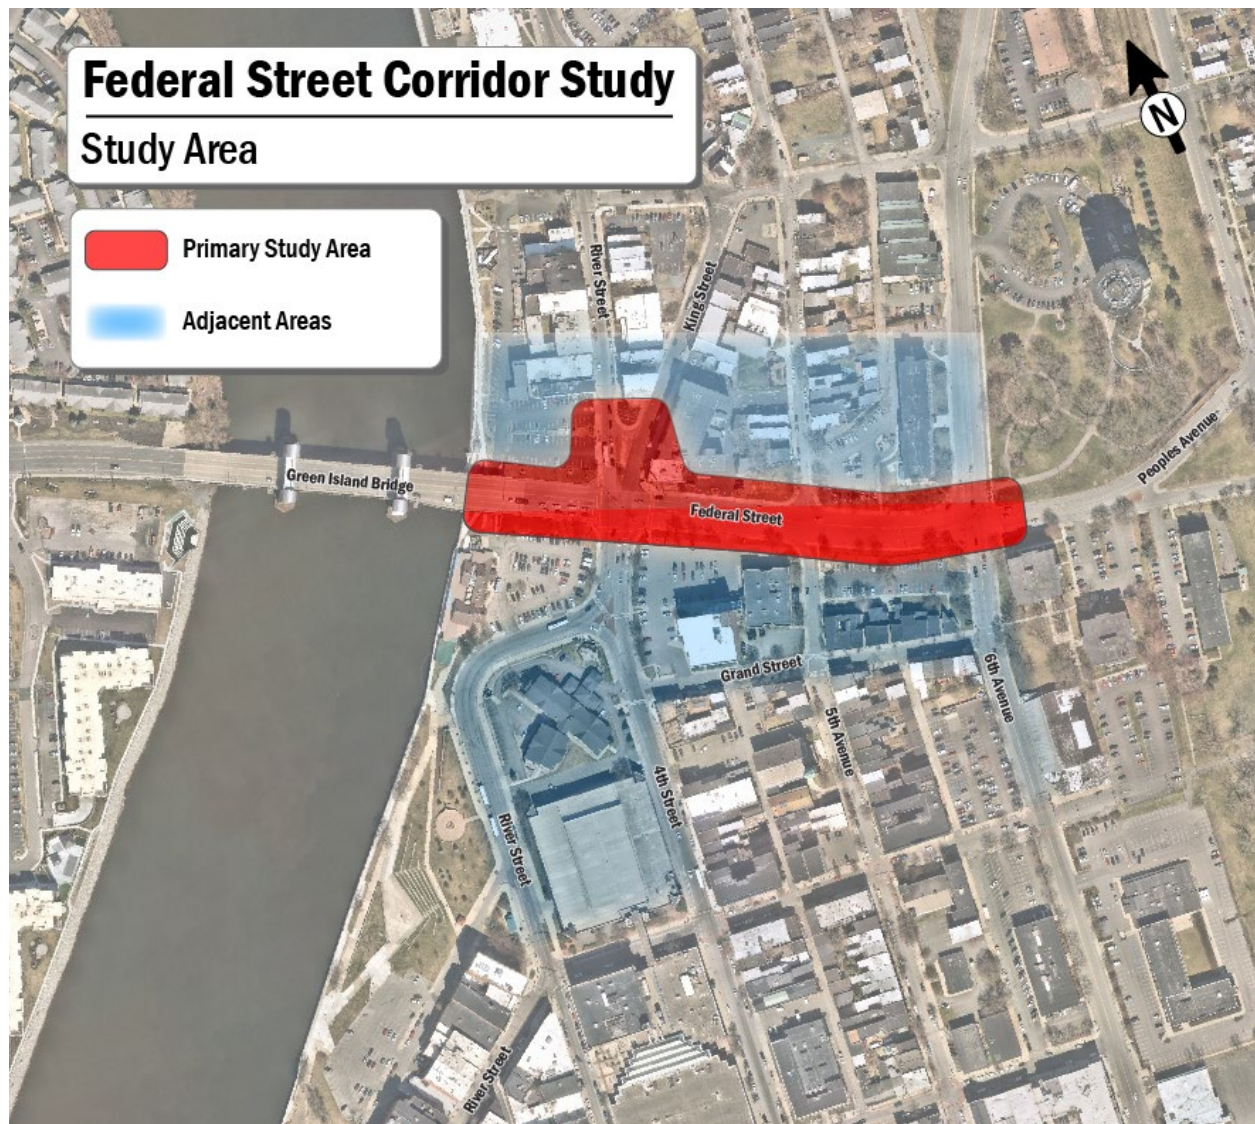 Federal Street Corridor Study
Study Area
Primary Study Area
Adjacent Areas
N
River Street
King Street
Green Island Bridge
Federal Street
Peoples Avenue
Grand Street
6th Avenue
5th Avenue
4th Street
River Street
River Street